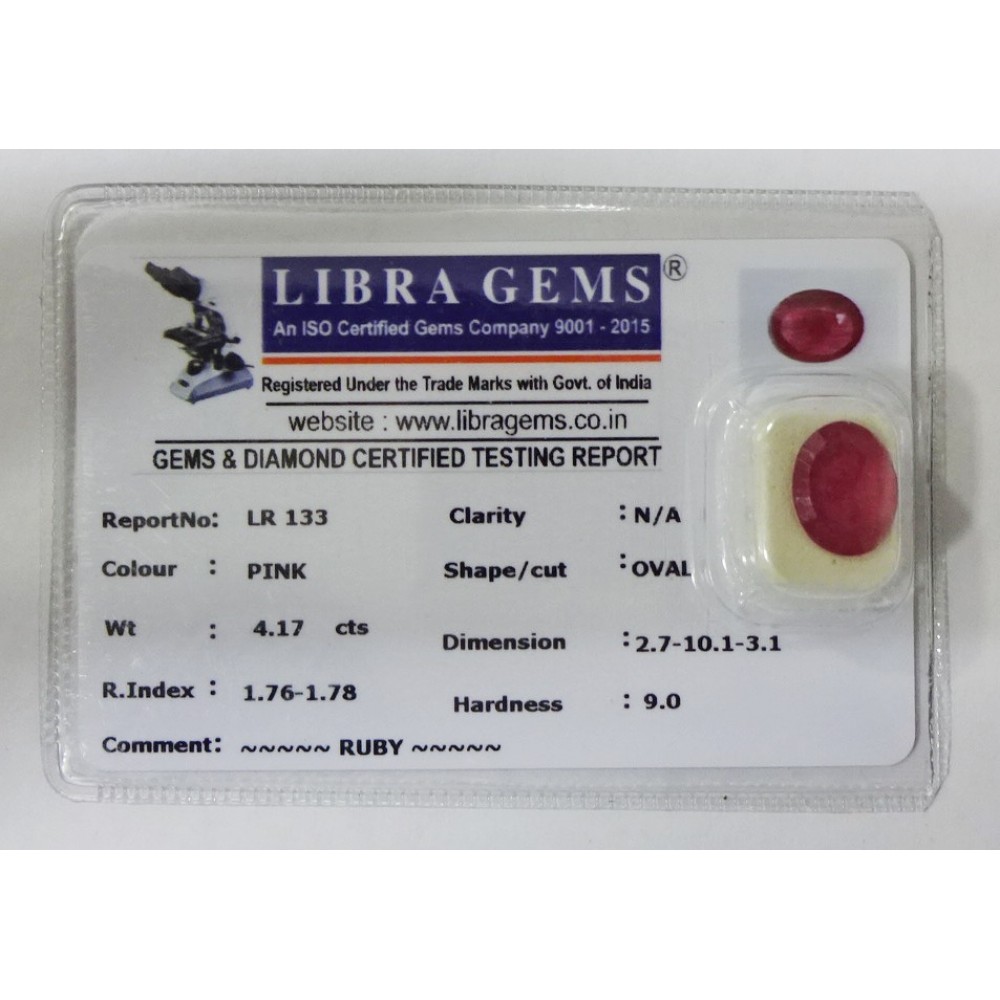 LIBRA GEMS ®
An ISO Certified Gems Company 9001 - 2015
Registered Under the Trade Marks with Govt. of India
website : www.libragems.co.in
GEMS & DIAMOND CERTIFIED TESTING REPORT
ReportNo: LR 133 Clarity : N/A
Colour : PINK Shape/cut : OVAL
Wt : 4.17 cts Dimension : 2.7-10.1-3.1
R.Index : 1.76-1.78 Hardness : 9.0
Comment: ~~~~~ RUBY ~~~~~